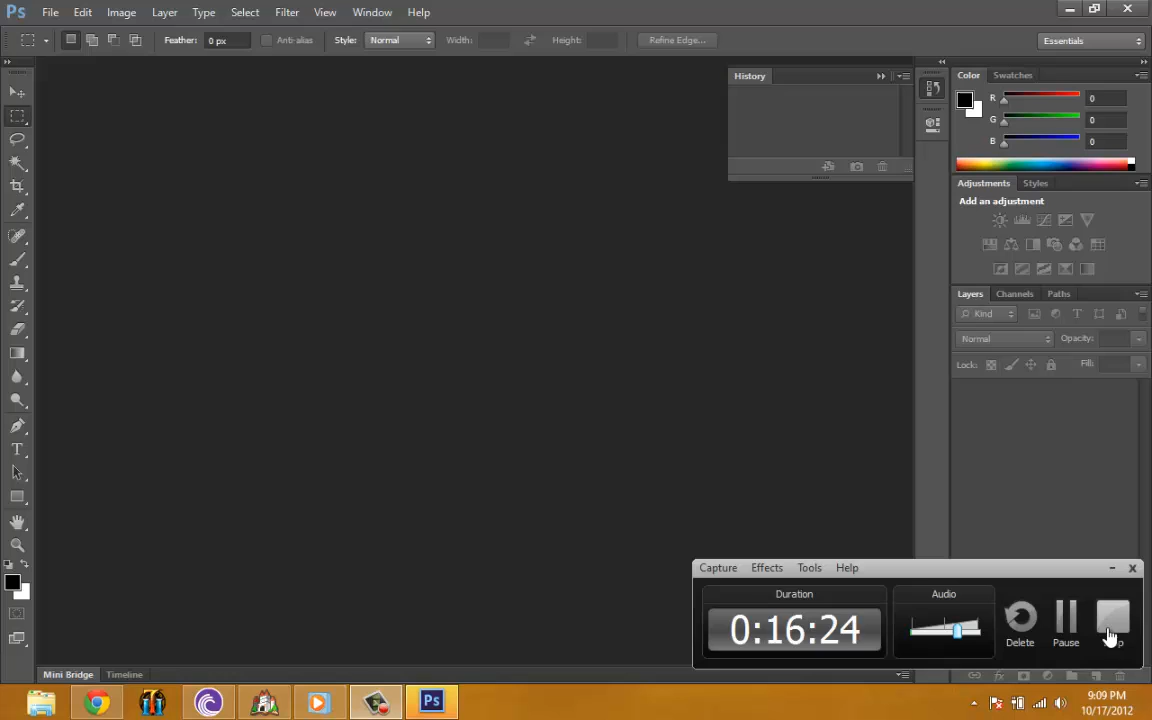 Ps File Edit Image Layer Type Select Filter View Window Help
Feather: 0 px Anti-alias Style: Normal Width: Height: Refine Edge... Essentials
History
Color Swatches
R 0
G 0
B 0
Adjustments Styles
Add an adjustment
Layers Channels Paths
Kind
Normal Opacity:
Lock: Fill:
Capture Effects Tools Help
Duration Audio
0:16:24
Delete Pause
Mini Bridge Timeline
Ps
9:09 PM
10/17/2012